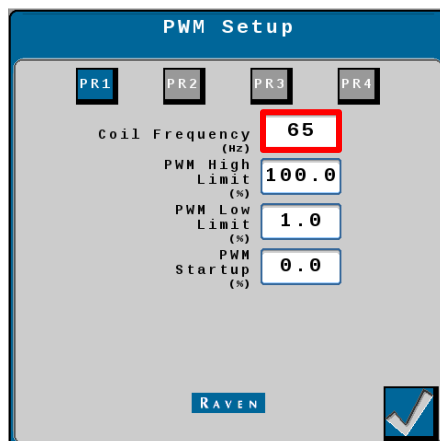 PWM Setup
PR1 PR2 PR3 PR4
Coil Frequency (Hz) 65
PWM High Limit (%) 100.0
PWM Low Limit (%) 1.0
PWM Startup (%) 0.0
RAVEN